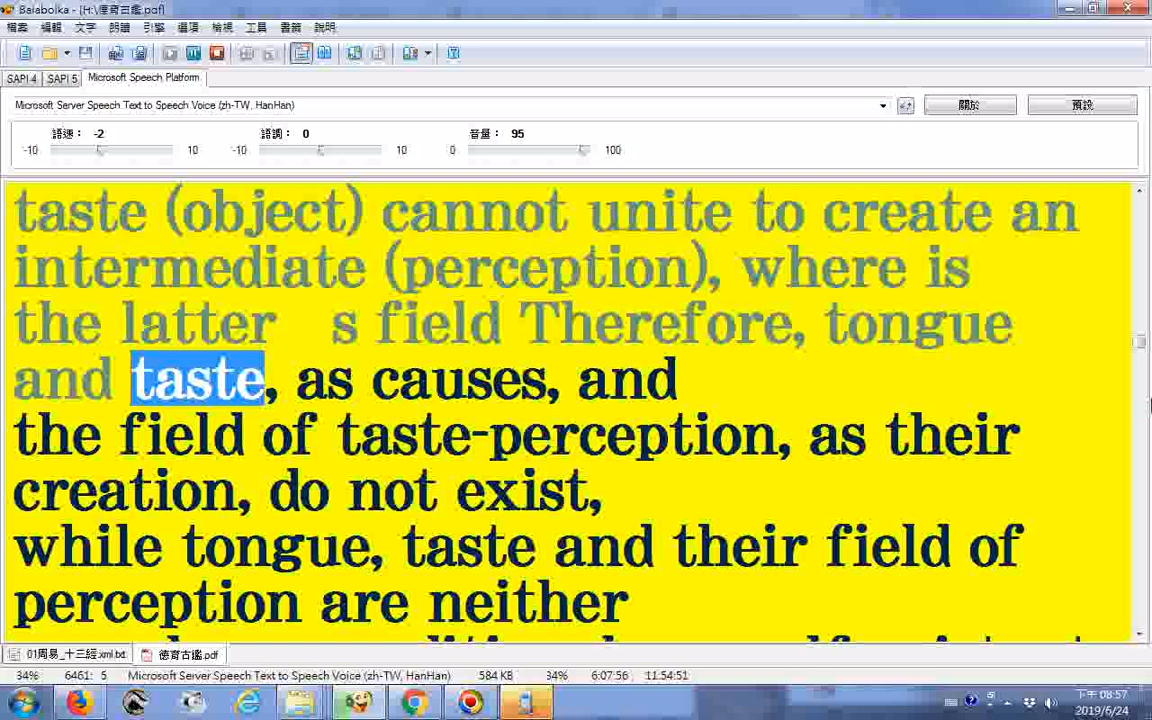 Balabolka - [H:\德育古鑑.pdf]
檔案 編輯 文字 朗讀 引擎 選項 檢視 工具 書籤 說明
SAPI 4 SAPI 5 Microsoft Speech Platform
Microsoft Server Speech Text to Speech Voice (zh-TW, HanHan) 關於 預設
語速： -2 語調： 0 音量： 95
-10 10 -10 10 0 100
taste (object) cannot unite to create an
intermediate (perception), where is
the latter s field Therefore, tongue
and taste, as causes, and
the field of taste-perception, as their
creation, do not exist,
while tongue, taste and their field of
perception are neither
01周易_十三經.xml.txt 德育古鑑.pdf
34% 6461: 5 Microsoft Server Speech Text to Speech Voice (zh-TW, HanHan) 584 KB 34% 6:07:56 11:54:51
下午 08:57
2019/6/24